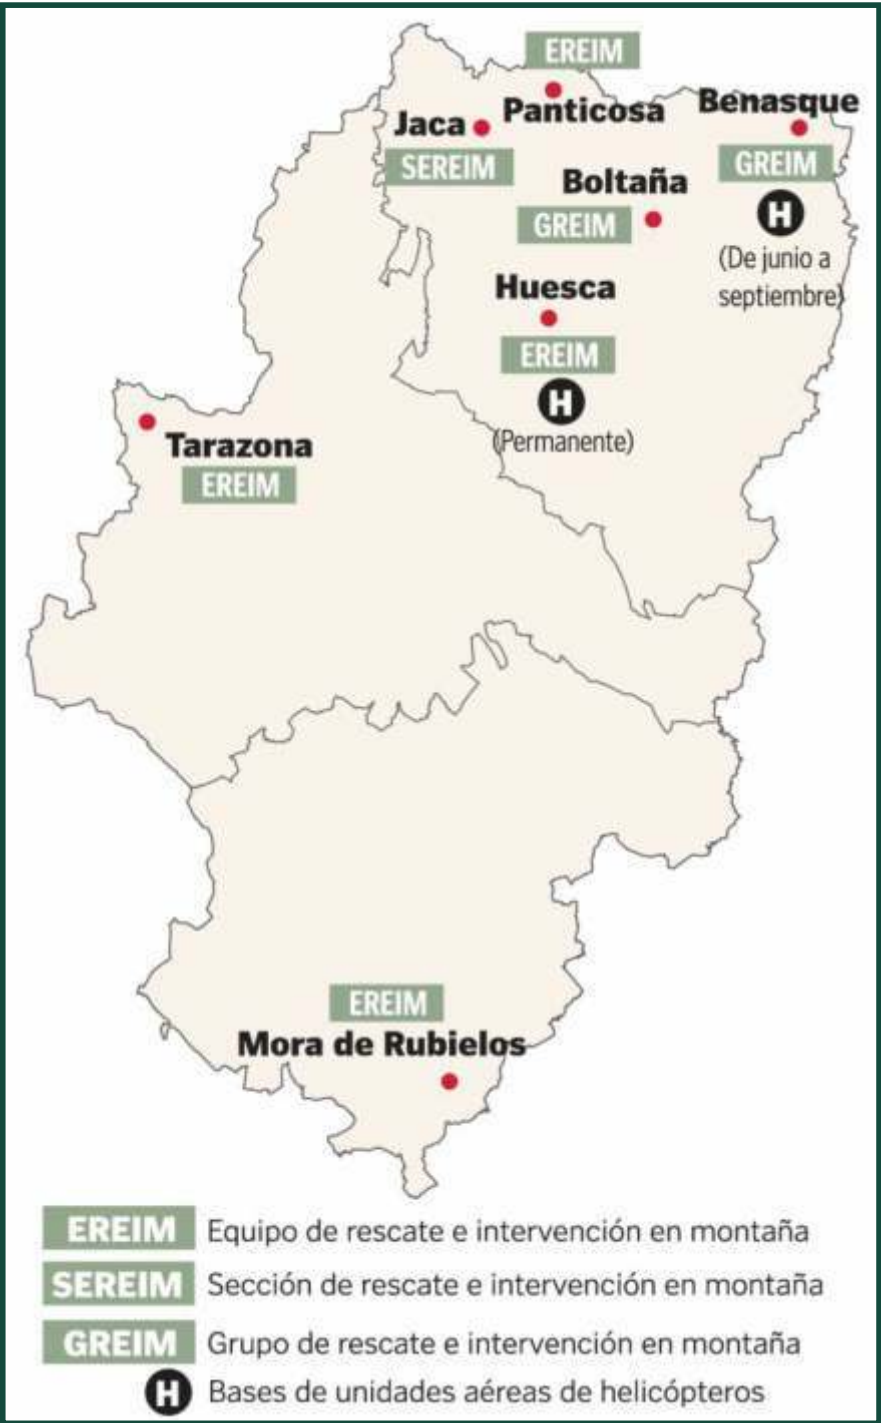 EREIM
Panticosa
Jaca
SEREIM
Benasque
GREIM
H
(De junio a
septiembre)
Boltaña
GREIM
Huesca
EREIM
H
(Permanente)
Tarazona
EREIM
EREIM
Mora de Rubielos
EREIM Equipo de rescate e intervención en montaña
SEREIM Sección de rescate e intervención en montaña
GREIM Grupo de rescate e intervención en montaña
H Bases de unidades aéreas de helicópteros